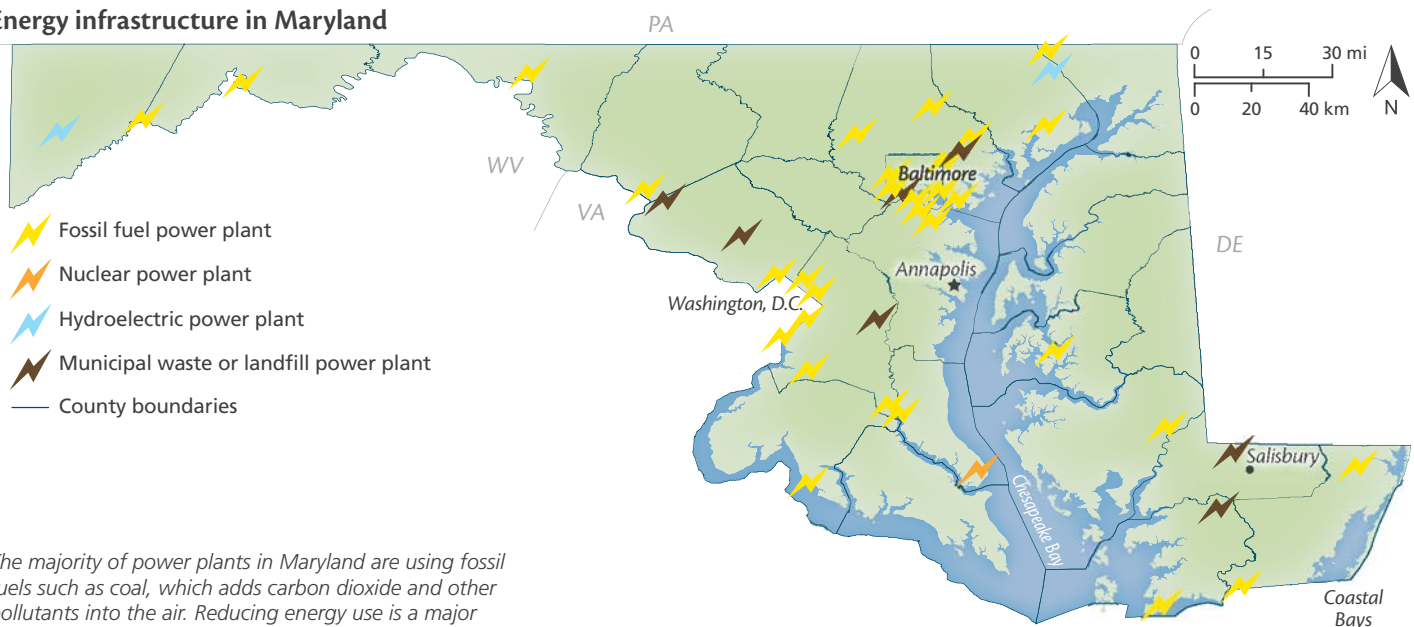 Energy infrastructure in Maryland
PA
0 15 30 mi
0 20 40 km
N
WV
VA
DE
Baltimore
Annapolis
Washington, D.C.
Fossil fuel power plant
Nuclear power plant
Hydroelectric power plant
Municipal waste or landfill power plant
County boundaries
Salisbury
Chesapeake Bay
Coastal
Bays
The majority of power plants in Maryland are using fossil
fuels such as coal, which adds carbon dioxide and other
pollutants into the air. Reducing energy use is a major